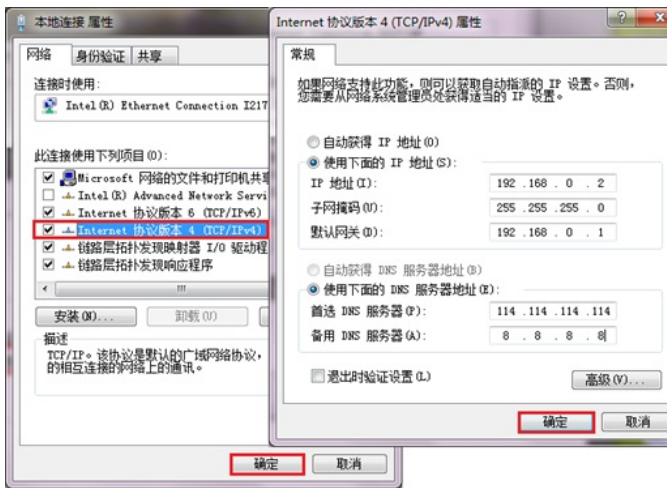 本地连接 属性
网络
身份验证
共享
连接时使用:
Intel(R) Ethernet Connection I217
此连接使用下列项目(O):
Microsoft 网络的文件和打印机共享
Intel(R) Advanced Network Servi
Internet 协议版本 6 (TCP/IPv6)
Internet 协议版本 4 (TCP/IPv4)
链路层拓扑发现映射器 I/O 驱动程
链路层拓扑发现响应程序
安装(N)...
卸载(U)
描述
TCP/IP。该协议是默认的广域网络协议,
的相互连接的网络上的通讯。
确定
取消
Internet 协议版本 4 (TCP/IPv4) 属性
常规
如果网络支持此功能,则可以获取自动指派的 IP 设置。否则,
您需要从网络系统管理员处获得适当的 IP 设置。
自动获得 IP 地址(O)
使用下面的 IP 地址(S):
IP 地址(I):
192 .168 . 0 . 2
子网掩码(U):
255 .255 .255 . 0
默认网关(D):
192 .168 . 0 . 1
自动获得 DNS 服务器地址(B)
使用下面的 DNS 服务器地址(E):
首选 DNS 服务器(P):
114 .114 .114 .114
备用 DNS 服务器(A):
8 . 8 . 8 . 8
退出时验证设置(L)
高级(V)...
确定
取消